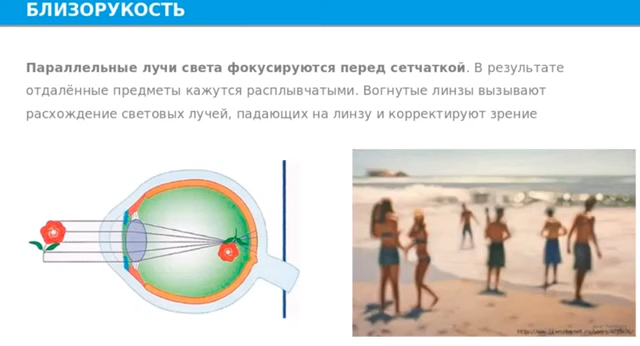 БЛИЗОРУКОСТЬ
Параллельные лучи света фокусируются перед сетчаткой. В результате
отдалённые предметы кажутся расплывчатыми. Вогнутые линзы вызывают
расхождение световых лучей, падающих на линзу и корректируют зрение